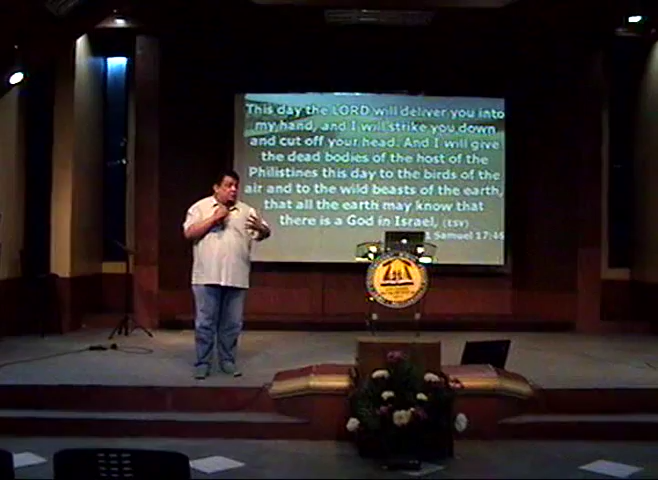 This day the LORD will deliver you into
my hand, and I will strike you down
and cut off your head. And I will give
the dead bodies of the host of the
Philistines this day to the birds of the
air and to the wild beasts of the earth,
that all the earth may know that
there is a God in Israel, (ESV)
1 Samuel 17:46